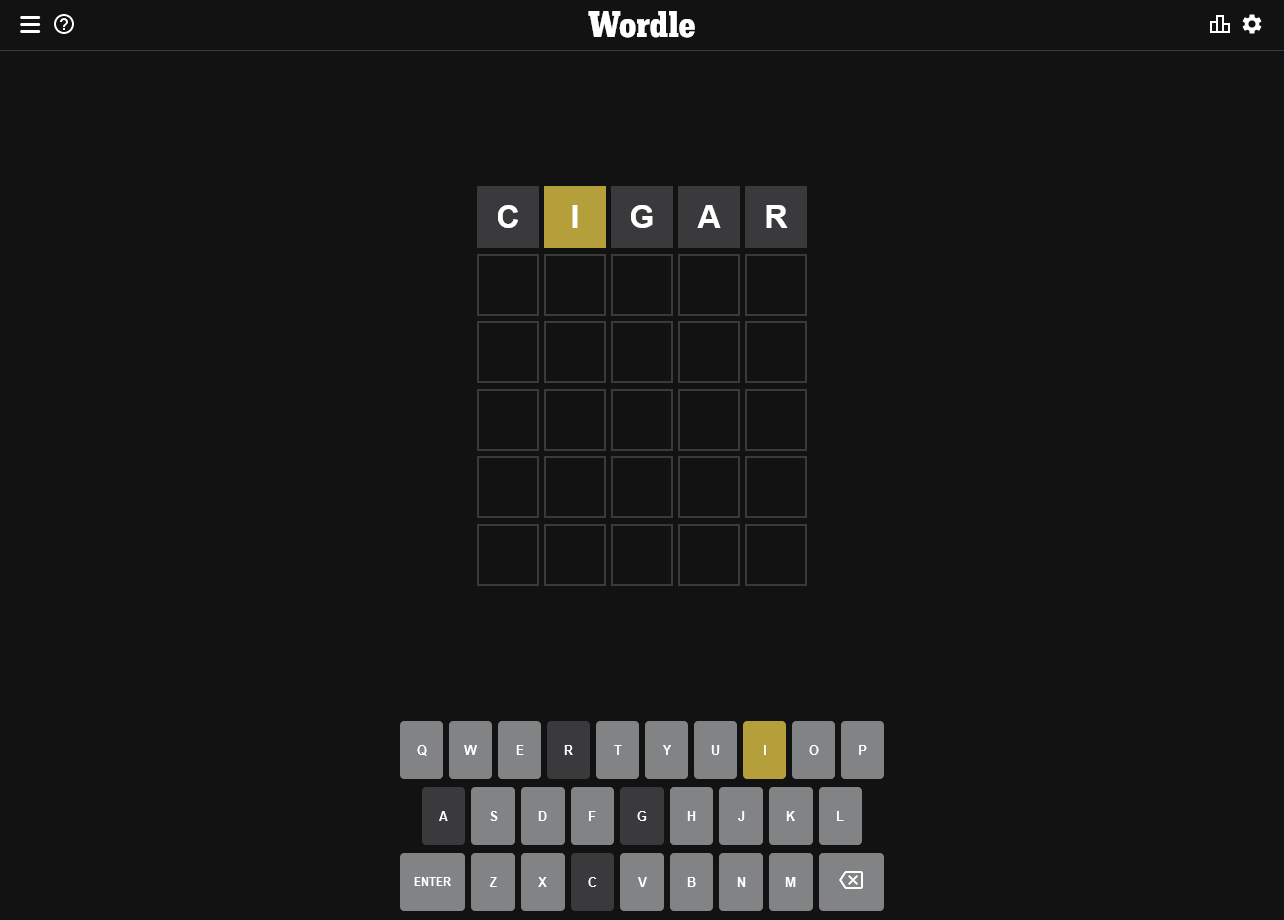 Wordle
C I G A R
Q W E R T Y U I O P
A S D F G H J K L
ENTER Z X C V B N M